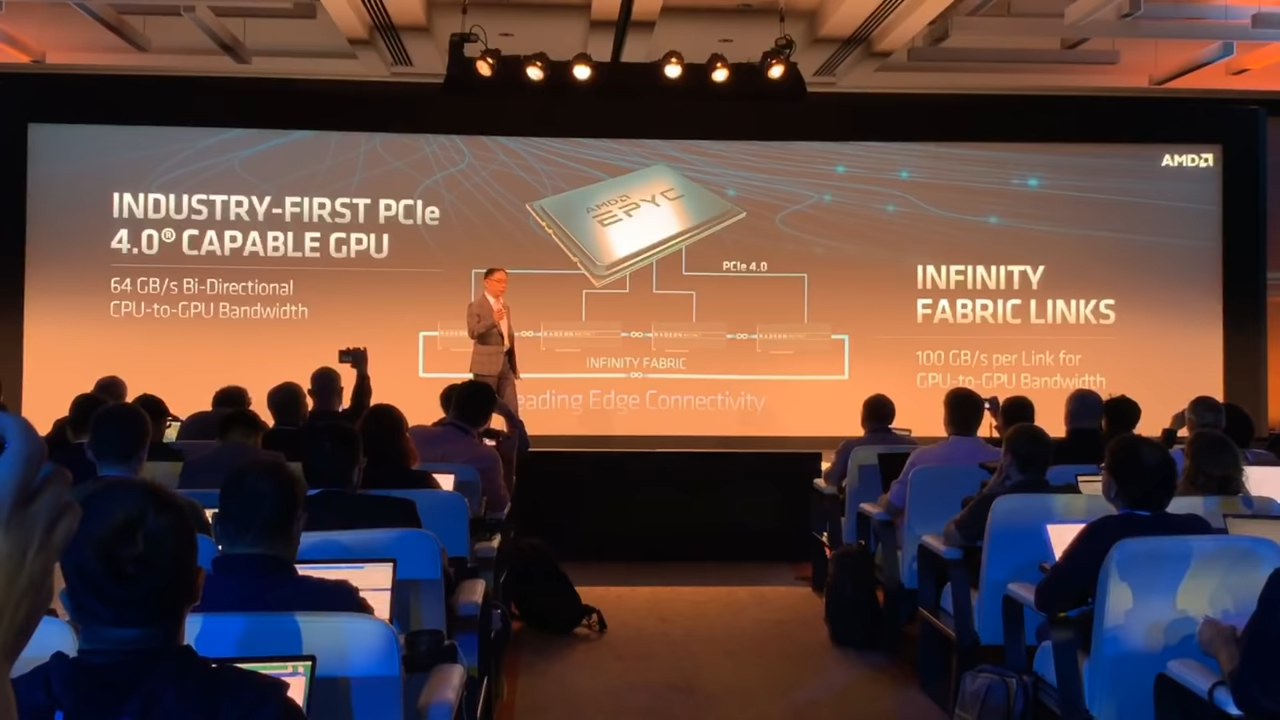 AMD
INDUSTRY-FIRST PCIe
4.0® CAPABLE GPU
64 GB/s Bi-Directional
CPU-to-GPU Bandwidth
AMD
EPYC
PCIe 4.0
INFINITY FABRIC
eading Edge Connectivity
INFINITY
FABRIC LINKS
100 GB/s per Link for
GPU-to-GPU Bandwidth